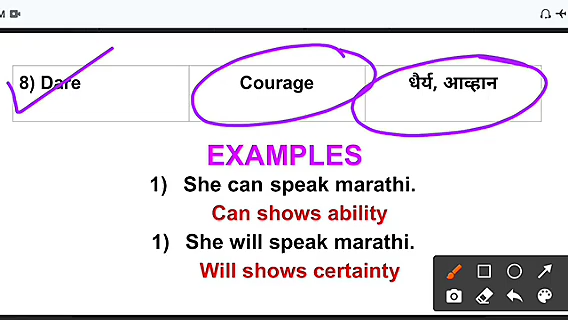 M
8) Dare Courage धैर्य, आव्हान
EXAMPLES
1) She can speak marathi.
Can shows ability
1) She will speak marathi.
Will shows certainty